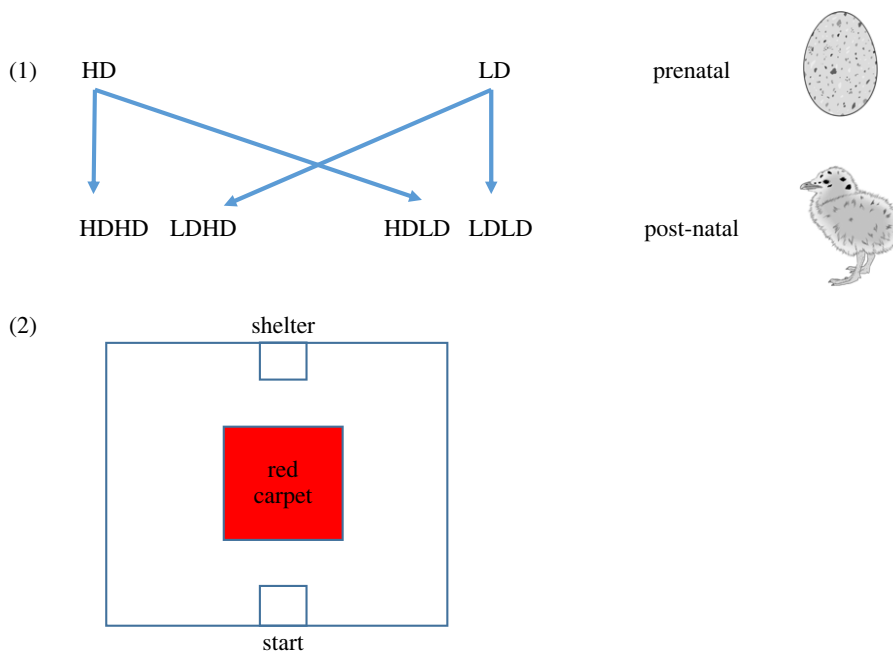 (1) HD LD prenatal
HDHD LDHD HDLD LDLD post-natal
(2)
shelter
red
carpet
start